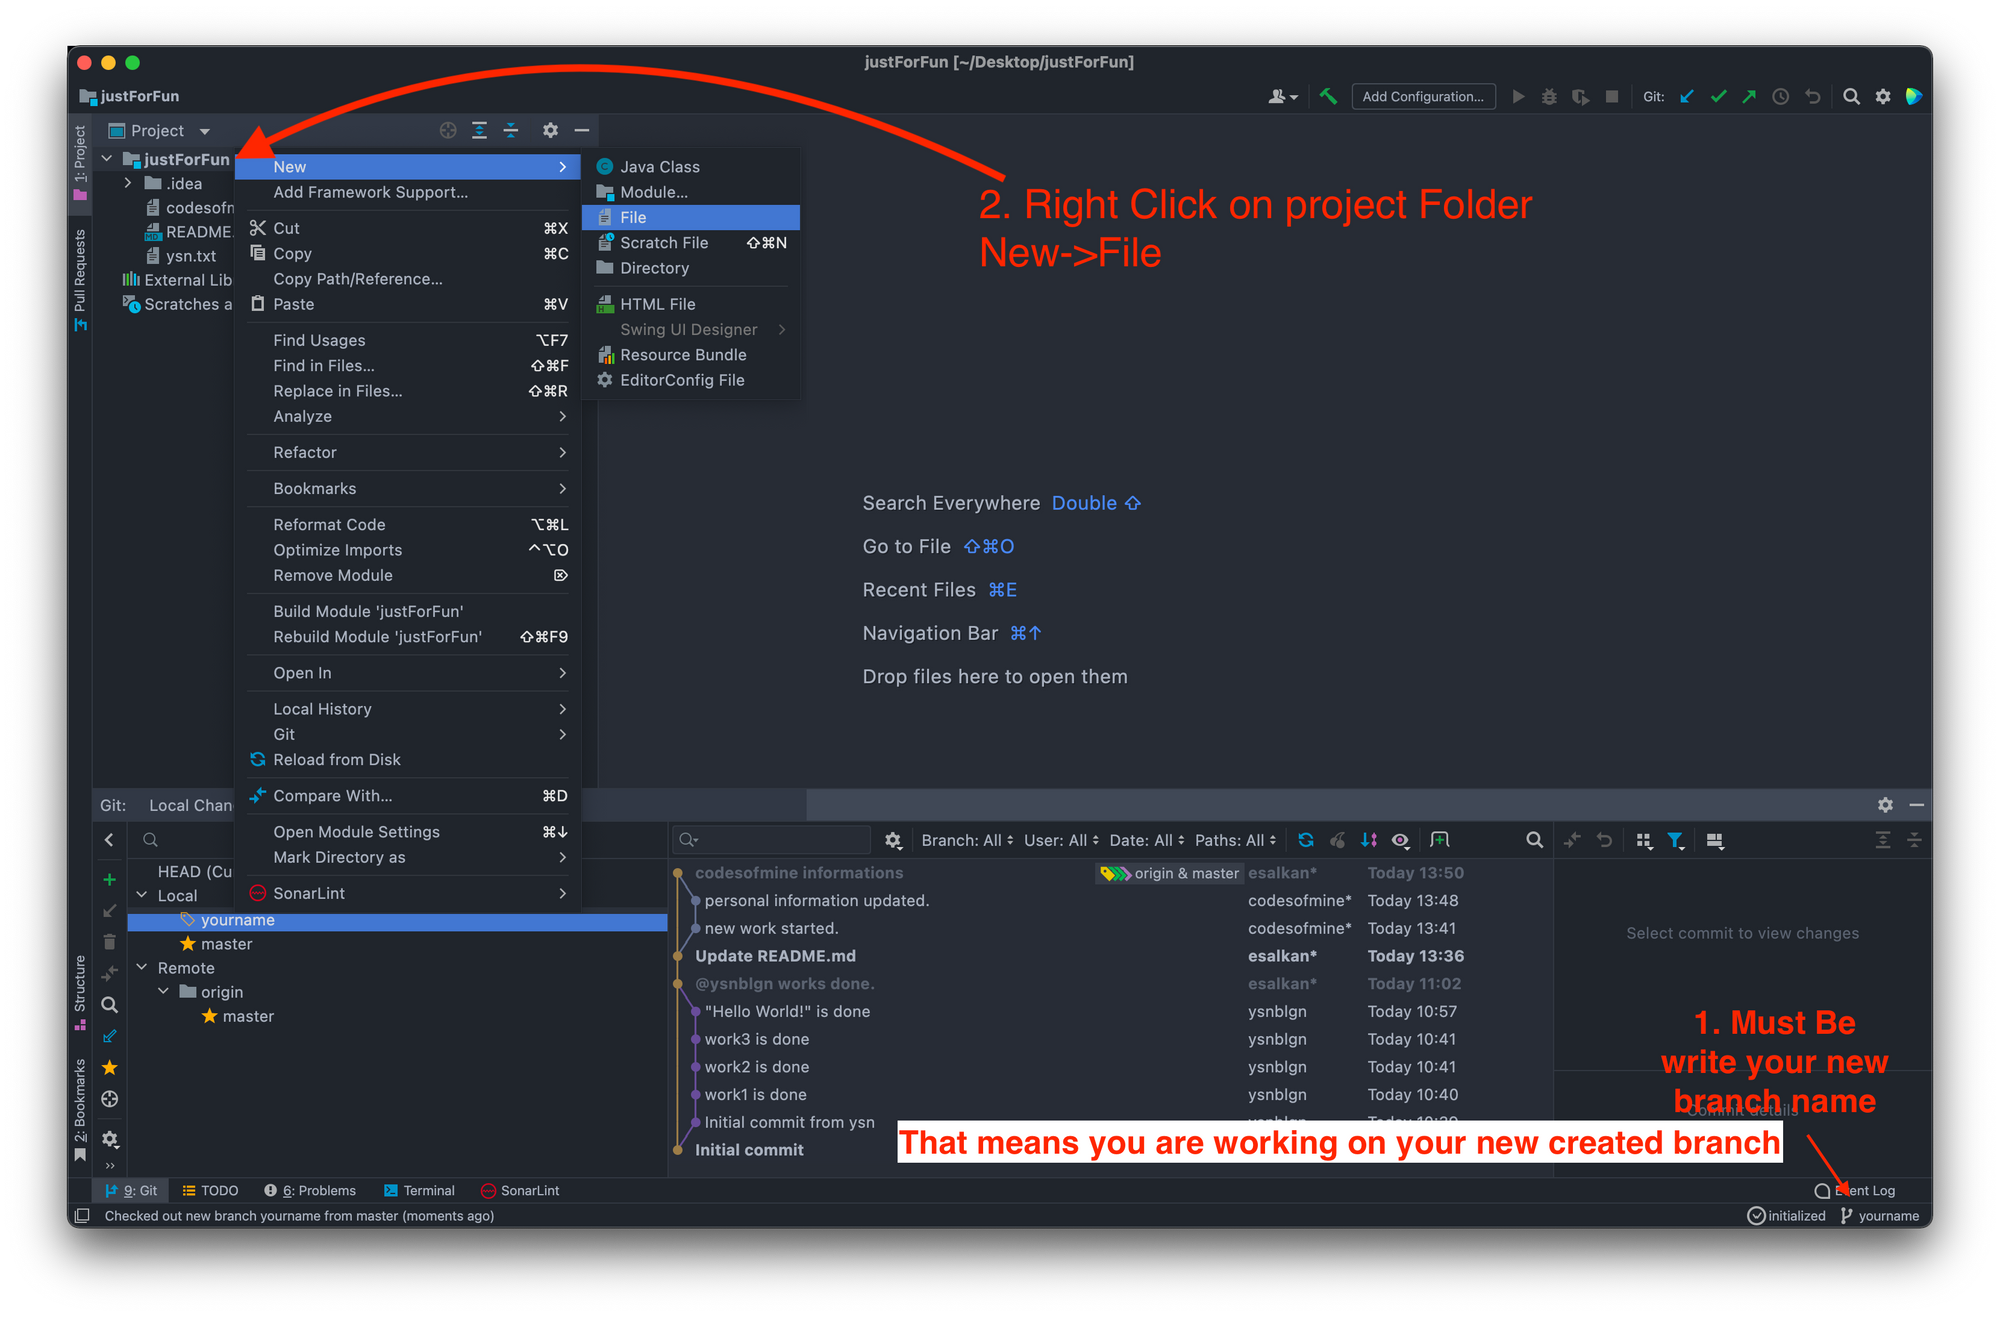 justForFun [~/Desktop/justForFun]
justForFun
Add Configuration...
Git:
1: Project
Pull Requests
Structure
2: Bookmarks
Project
justForFun
.idea
codesofm
README.
ysn.txt
External Lib
Scratches a
New
Add Framework Support...
Cut ⌘X
Copy ⌘C
Copy Path/Reference...
Paste ⌘V
Find Usages ⌥F7
Find in Files... ⇧⌘F
Replace in Files... ⇧⌘R
Analyze
Refactor
Bookmarks
Reformat Code ⌥⌘L
Optimize Imports ^⌥O
Remove Module ⌦
Build Module 'justForFun'
Rebuild Module 'justForFun' ⇧⌘F9
Open In
Local History
Git
Reload from Disk
Compare With... ⌘D
Open Module Settings ⌘↓
Mark Directory as
SonarLint
Java Class
Module...
File
Scratch File ⇧⌘N
Directory
HTML File
Swing UI Designer
Resource Bundle
EditorConfig File
2. Right Click on project Folder
New->File
Search Everywhere Double ⇧
Go to File ⇧⌘O
Recent Files ⌘E
Navigation Bar ⌘↑
Drop files here to open them
Git: Local Chan
HEAD (Cu
Local
yourname
master
Remote
origin
master
Branch: All User: All Date: All Paths: All
codesofmine informations origin & master esalkan* Today 13:50
personal information updated. codesofmine* Today 13:48
new work started. codesofmine* Today 13:41
Update README.md esalkan* Today 13:36
@ysnblgn works done. esalkan* Today 11:02
"Hello World!" is done ysnblgn Today 10:57
work3 is done ysnblgn Today 10:41
work2 is done ysnblgn Today 10:41
work1 is done ysnblgn Today 10:40
Initial commit from ysn
Initial commit
Select commit to view changes
Commit details
1. Must Be
write your new
branch name
That means you are working on your new created branch
9: Git TODO 6: Problems Terminal SonarLint
Event Log
Checked out new branch yourname from master (moments ago)
initialized yourname